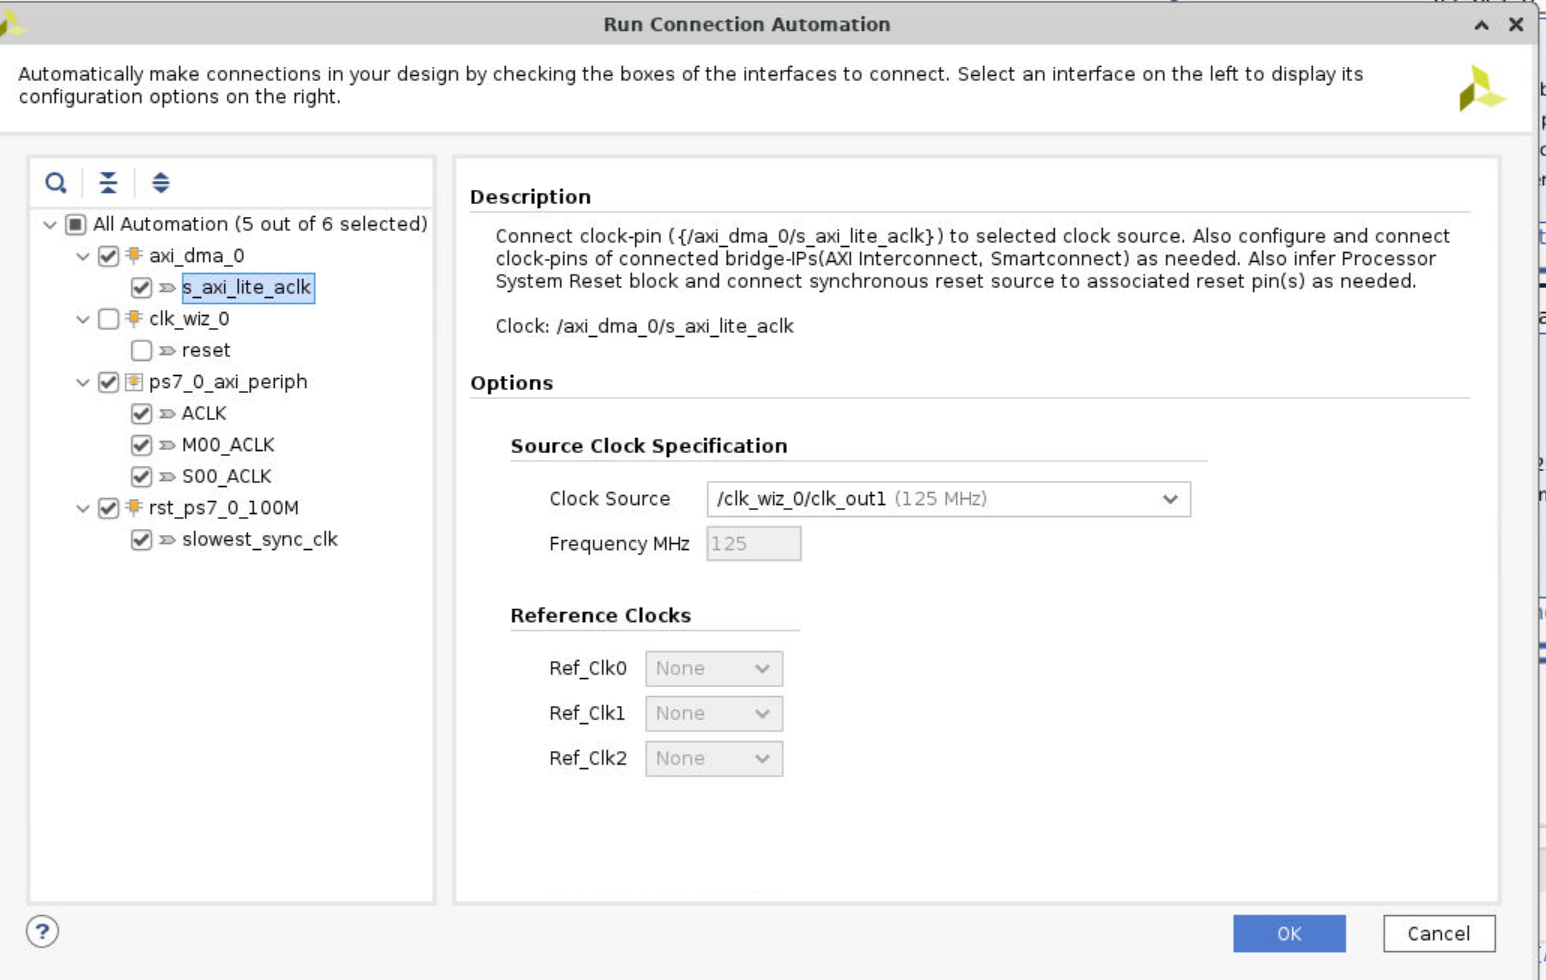 Run Connection Automation
Automatically make connections in your design by checking the boxes of the interfaces to connect. Select an interface on the left to display its
configuration options on the right.
All Automation (5 out of 6 selected)
axi_dma_0
s_axi_lite_aclk
clk_wiz_0
reset
ps7_0_axi_periph
ACLK
M00_ACLK
S00_ACLK
rst_ps7_0_100M
slowest_sync_clk
Description
Connect clock-pin ({/axi_dma_0/s_axi_lite_aclk}) to selected clock source. Also configure and connect
clock-pins of connected bridge-IPs(AXI Interconnect, Smartconnect) as needed. Also infer Processor
System Reset block and connect synchronous reset source to associated reset pin(s) as needed.
Clock: /axi_dma_0/s_axi_lite_aclk
Options
Source Clock Specification
Clock Source /clk_wiz_0/clk_out1 (125 MHz)
Frequency MHz 125
Reference Clocks
Ref_Clk0 None
Ref_Clk1 None
Ref_Clk2 None
? OK Cancel